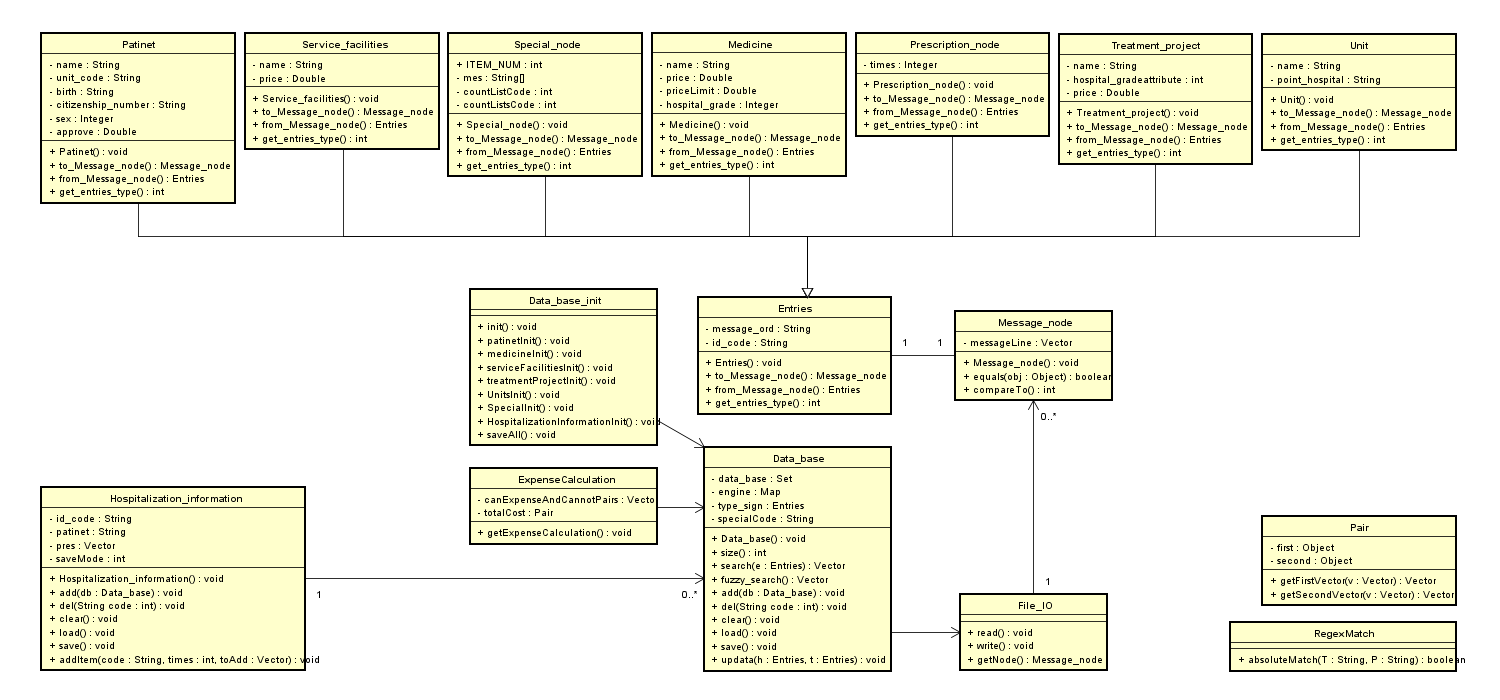 Patinet
- name : String
- unit_code : String
- birth : String
- citizenship_number : String
- sex : Integer
- approve : Double
+ Patinet() : void
+ to_Message_node() : Message_node
+ from_Message_node() : Entries
+ get_entries_type() : int
Service_facilities
- name : String
- price : Double
+ Service_facilities() : void
+ to_Message_node() : Message_node
+ from_Message_node() : Entries
+ get_entries_type() : int
Special_node
+ ITEM_NUM : int
- mes : String[]
- countListCode : int
- countListsCode : int
+ Special_node() : void
+ to_Message_node() : Message_node
+ from_Message_node() : Entries
+ get_entries_type() : int
Medicine
- name : String
- price : Double
- priceLimit : Double
- hospital_grade : Integer
+ Medicine() : void
+ to_Message_node() : Message_node
+ from_Message_node() : Entries
+ get_entries_type() : int
Prescription_node
- times : Integer
+ Prescription_node() : void
+ to_Message_node() : Message_node
+ from_Message_node() : Entries
+ get_entries_type() : int
Treatment_project
- name : String
- hospital_gradeattribute : int
- price : Double
+ Treatment_project() : void
+ to_Message_node() : Message_node
+ from_Message_node() : Entries
+ get_entries_type() : int
Unit
- name : String
- point_hospital : String
+ Unit() : void
+ to_Message_node() : Message_node
+ from_Message_node() : Entries
+ get_entries_type() : int
Data_base_init
+ init() : void
+ patinetInit() : void
+ medicineInit() : void
+ serviceFacilitiesInit() : void
+ treatmentProjectInit() : void
+ UnitsInit() : void
+ SpecialInit() : void
+ HospitalizationInformationInit() : void
+ saveAll() : void
Entries
- message_ord : String
- id_code : String
+ Entries() : void
+ to_Message_node() : Message_node
+ from_Message_node() : Entries
+ get_entries_type() : int
1
1
Message_node
- messageLine : Vector
+ Message_node() : void
+ equals(obj : Object) : boolean
+ compareTo() : int
0..*
ExpenseCalculation
- canExpenseAndCannotPairs : Vecto
- totalCost : Pair
+ getExpenseCalculation() : void
Data_base
- data_base : Set
- engine : Map
- type_sign : Entries
- specialCode : String
+ Data_base() : void
+ size() : int
+ search(e : Entries) : Vector
+ fuzzy_search() : Vector
+ add(db : Data_base) : void
+ del(String code : int) : void
+ clear() : void
+ load() : void
+ save() : void
+ updata(h : Entries, t : Entries) : void
Hospitalization_information
- id_code : String
- patinet : String
- pres : Vector
- saveMode : int
+ Hospitalization_information() : void
+ add(db : Data_base) : void
+ del(String code : int) : void
+ clear() : void
+ load() : void
+ save() : void
+ addItem(code : String, times : int, toAdd : Vector) : void
1
0..*
1
File_IO
+ read() : void
+ write() : void
+ getNode() : Message_node
Pair
- first : Object
- second : Object
+ getFirstVector(v : Vector) : Vector
+ getSecondVector(v : Vector) : Vector
RegexMatch
+ absoluteMatch(T : String, P : String) : boolean